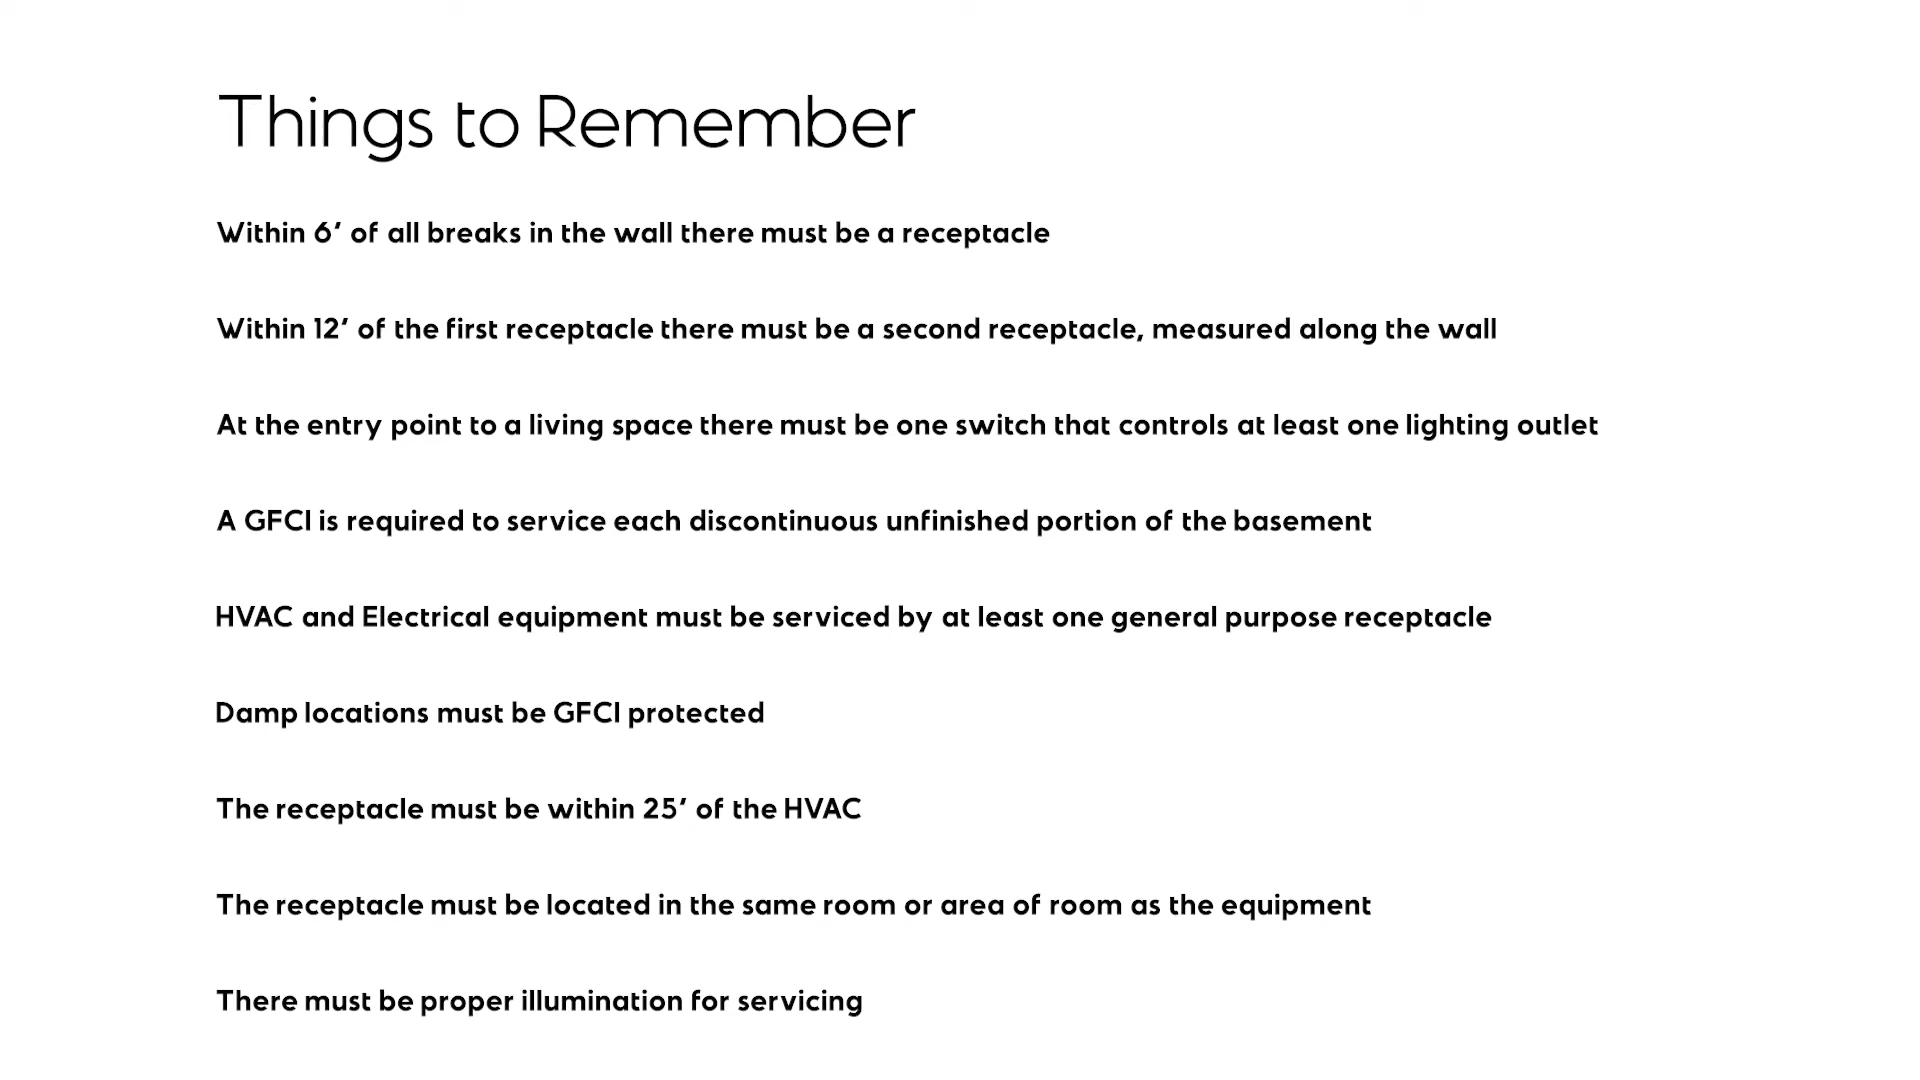 Things to Remember
Within 6' of all breaks in the wall there must be a receptacle
Within 12' of the first receptacle there must be a second receptacle, measured along the wall
At the entry point to a living space there must be one switch that controls at least one lighting outlet
A GFCI is required to service each discontinuous unfinished portion of the basement
HVAC and Electrical equipment must be serviced by at least one general purpose receptacle
Damp locations must be GFCI protected
The receptacle must be within 25' of the HVAC
The receptacle must be located in the same room or area of room as the equipment
There must be proper illumination for servicing